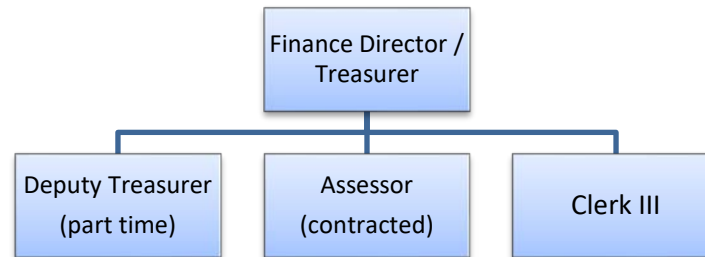 Finance Director /
Treasurer
Deputy Treasurer
(part time)
Assessor
(contracted)
Clerk III